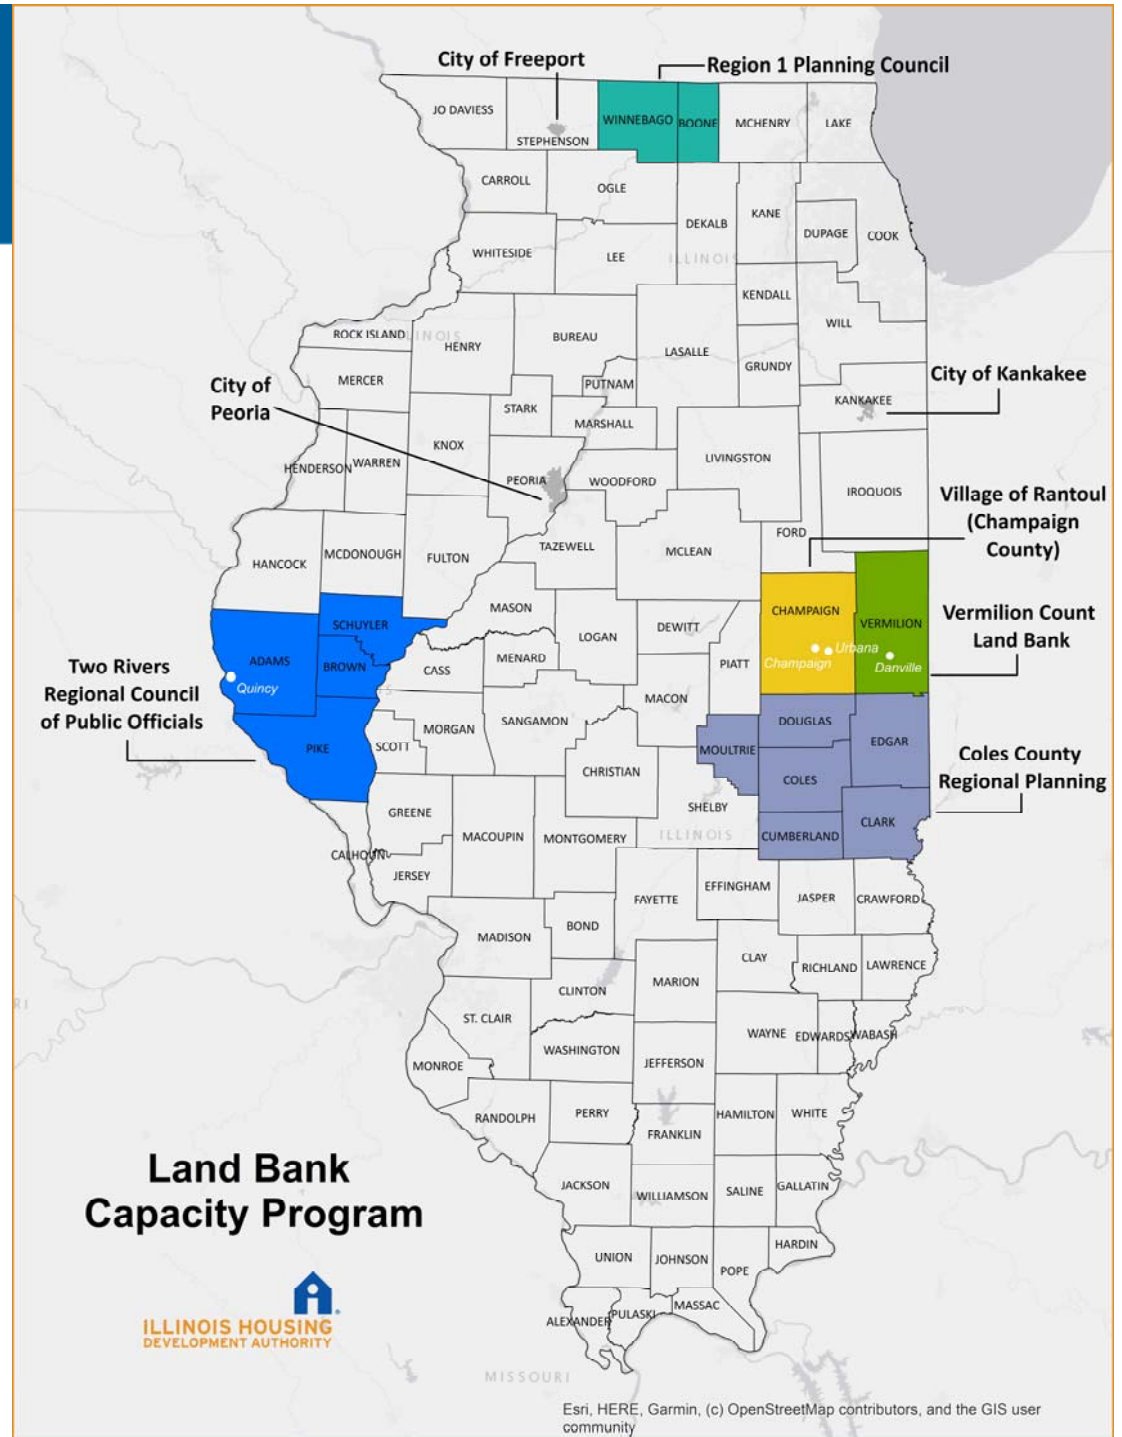 City of Freeport
Region 1 Planning Council
JO DAVIESS
STEPHENSON
WINNEBAGO
BOONE
MCHENRY
LAKE
CARROLL
OGLE
DEKALB
KANE
DUPAGE
COOK
WHITESIDE
LEE
ILLINOIS
KENDALL
WILL
ROCK ISLAND
ILLINOIS
HENRY
BUREAU
LASALLE
GRUNDY
City of Kankakee
KANKAKEE
MERCER
PUTNAM
City of
Peoria
STARK
MARSHALL
KNOX
HENDERSON
WARREN
PEORIA
WOODFORD
LIVINGSTON
IROQUOIS
Village of Rantoul
(Champaign
County)
FORD
HANCOCK
MCDONOUGH
FULTON
TAZEWELL
MCLEAN
MASON
LOGAN
DEWITT
CHAMPAIGN
VERMILION
Vermilion Count
Land Bank
SCHUYLER
ADAMS
BROWN
CASS
MENARD
PIATT
Urbana
Champaign
Danville
Two Rivers
Regional Council
of Public Officials
Quincy
MACON
MORGAN
SANGAMON
DOUGLAS
EDGAR
PIKE
SCOTT
MOULTRIE
Coles County
Regional Planning
CHRISTIAN
COLES
SHELBY
GREENE
MACOUPIN
MONTGOMERY
ILLINOIS
CUMBERLAND
CLARK
CALHOUN
JERSEY
FAYETTE
EFFINGHAM
JASPER
CRAWFORD
MADISON
BOND
CLAY
RICHLAND
LAWRENCE
CLINTON
MARION
RI
ST. CLAIR
WASHINGTON
WAYNE
EDWARDS
WABASH
MONROE
JEFFERSON
RANDOLPH
PERRY
HAMILTON
WHITE
FRANKLIN
Land Bank
Capacity Program
JACKSON
WILLIAMSON
SALINE
GALLATIN
UNION
JOHNSON
POPE
HARDIN
ALEXANDER
PULASKI
MASSAC
ILLINOIS HOUSING
DEVELOPMENT AUTHORITY
MISSOURI
Esri, HERE, Garmin, (c) OpenStreetMap contributors, and the GIS user
community